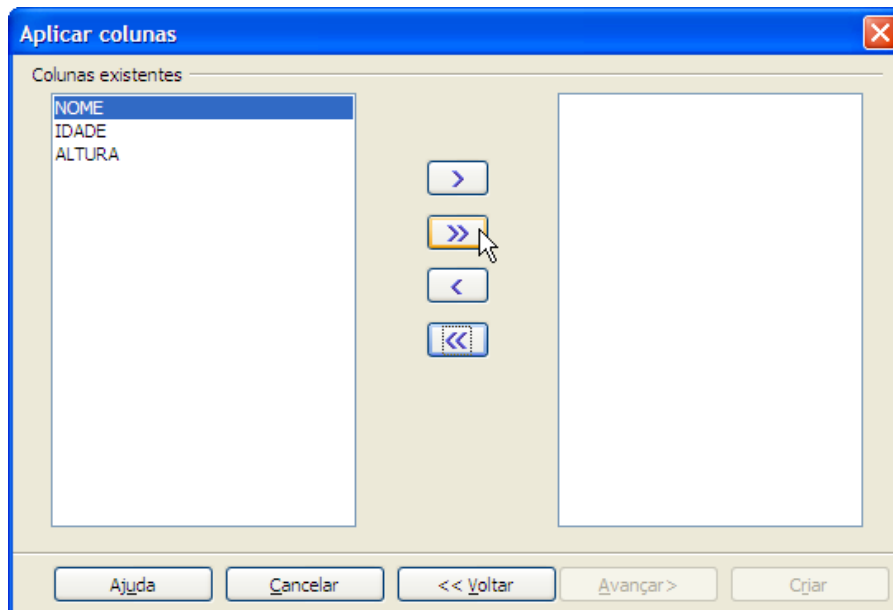 Aplicar colunas
Colunas existentes
NOME
IDADE
ALTURA
>
>>
<
<<
Ajuda
Cancelar
<< Voltar
Avançar>
Criar